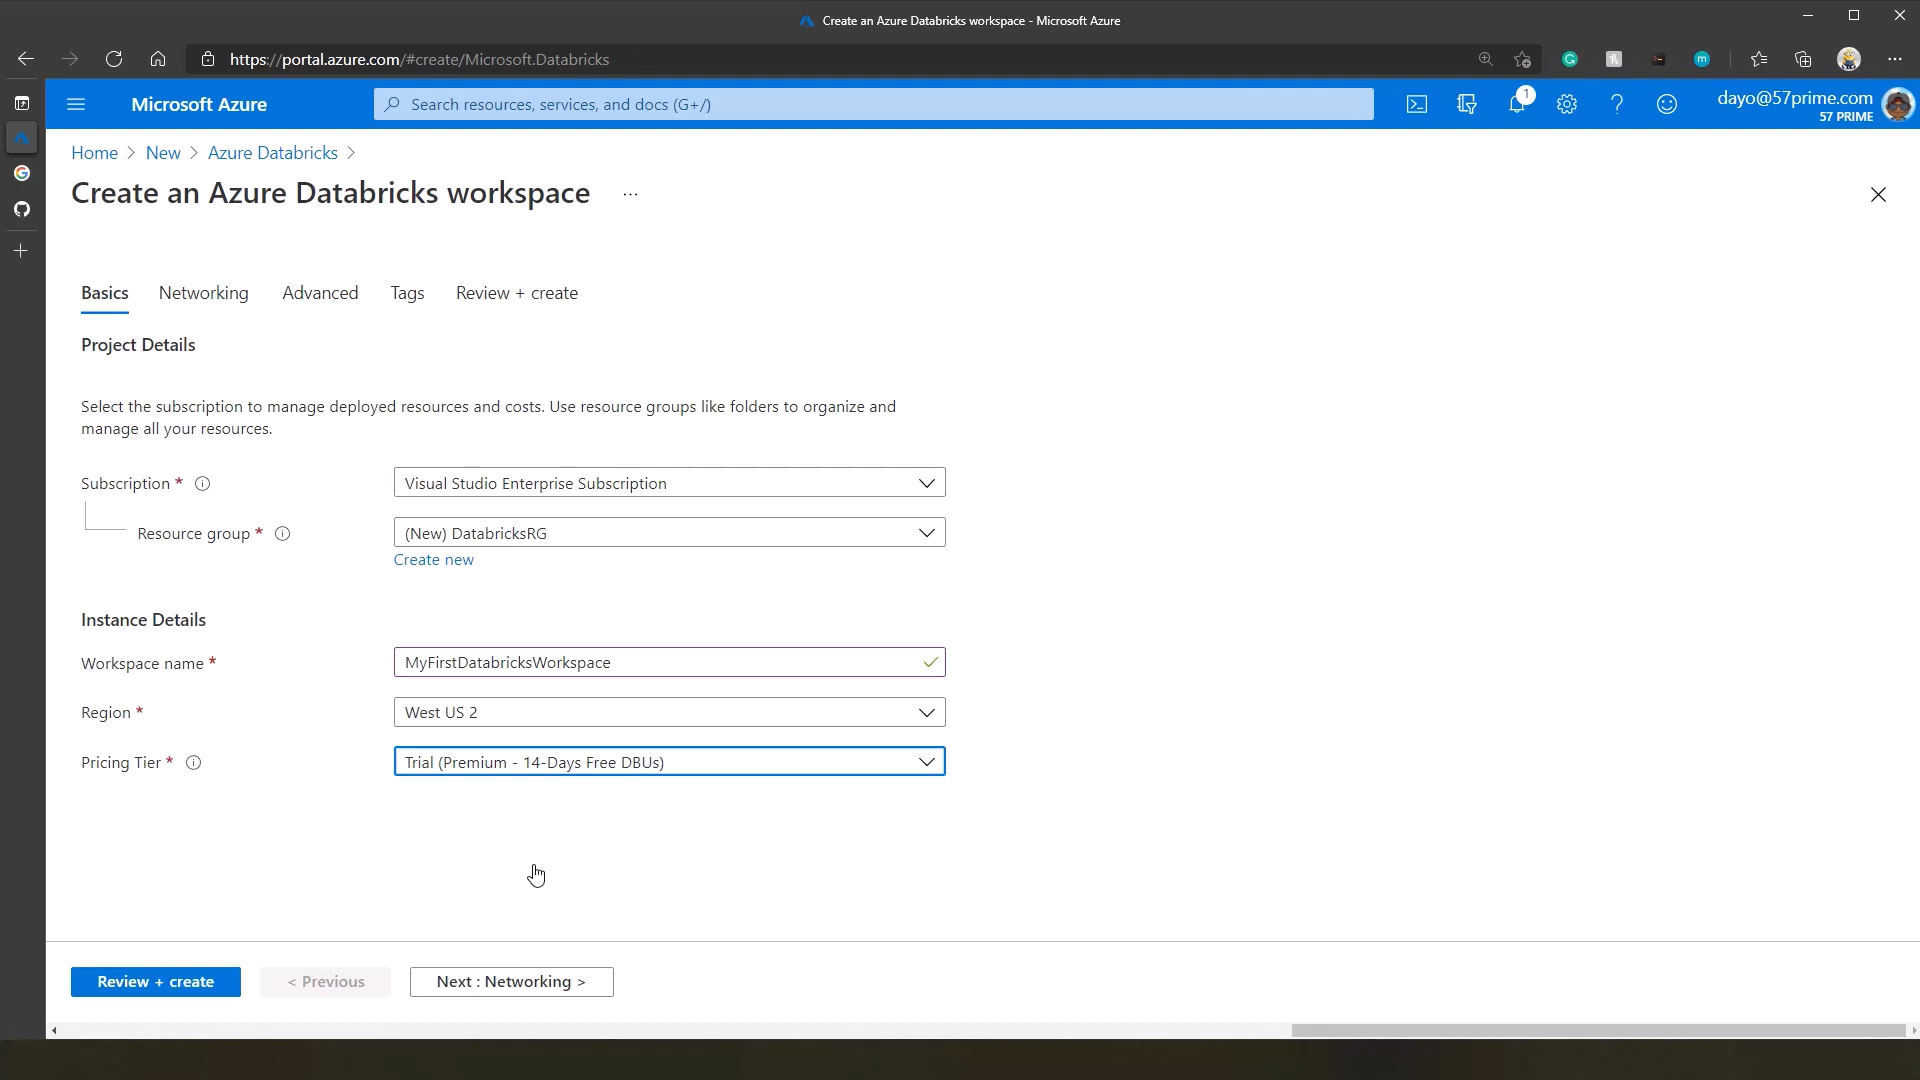 Create an Azure Databricks workspace - Microsoft Azure
https://portal.azure.com/#create/Microsoft.Databricks
Microsoft Azure
Search resources, services, and docs (G+/)
1
dayo@57prime.com
57 PRIME
Home > New > Azure Databricks >
Create an Azure Databricks workspace ...
Basics Networking Advanced Tags Review + create
Project Details
Select the subscription to manage deployed resources and costs. Use resource groups like folders to organize and
manage all your resources.
Subscription * Visual Studio Enterprise Subscription
Resource group * (New) DatabricksRG
Create new
Instance Details
Workspace name * MyFirstDatabricksWorkspace
Region * West US 2
Pricing Tier * Trial (Premium - 14-Days Free DBUs)
Review + create < Previous Next : Networking >